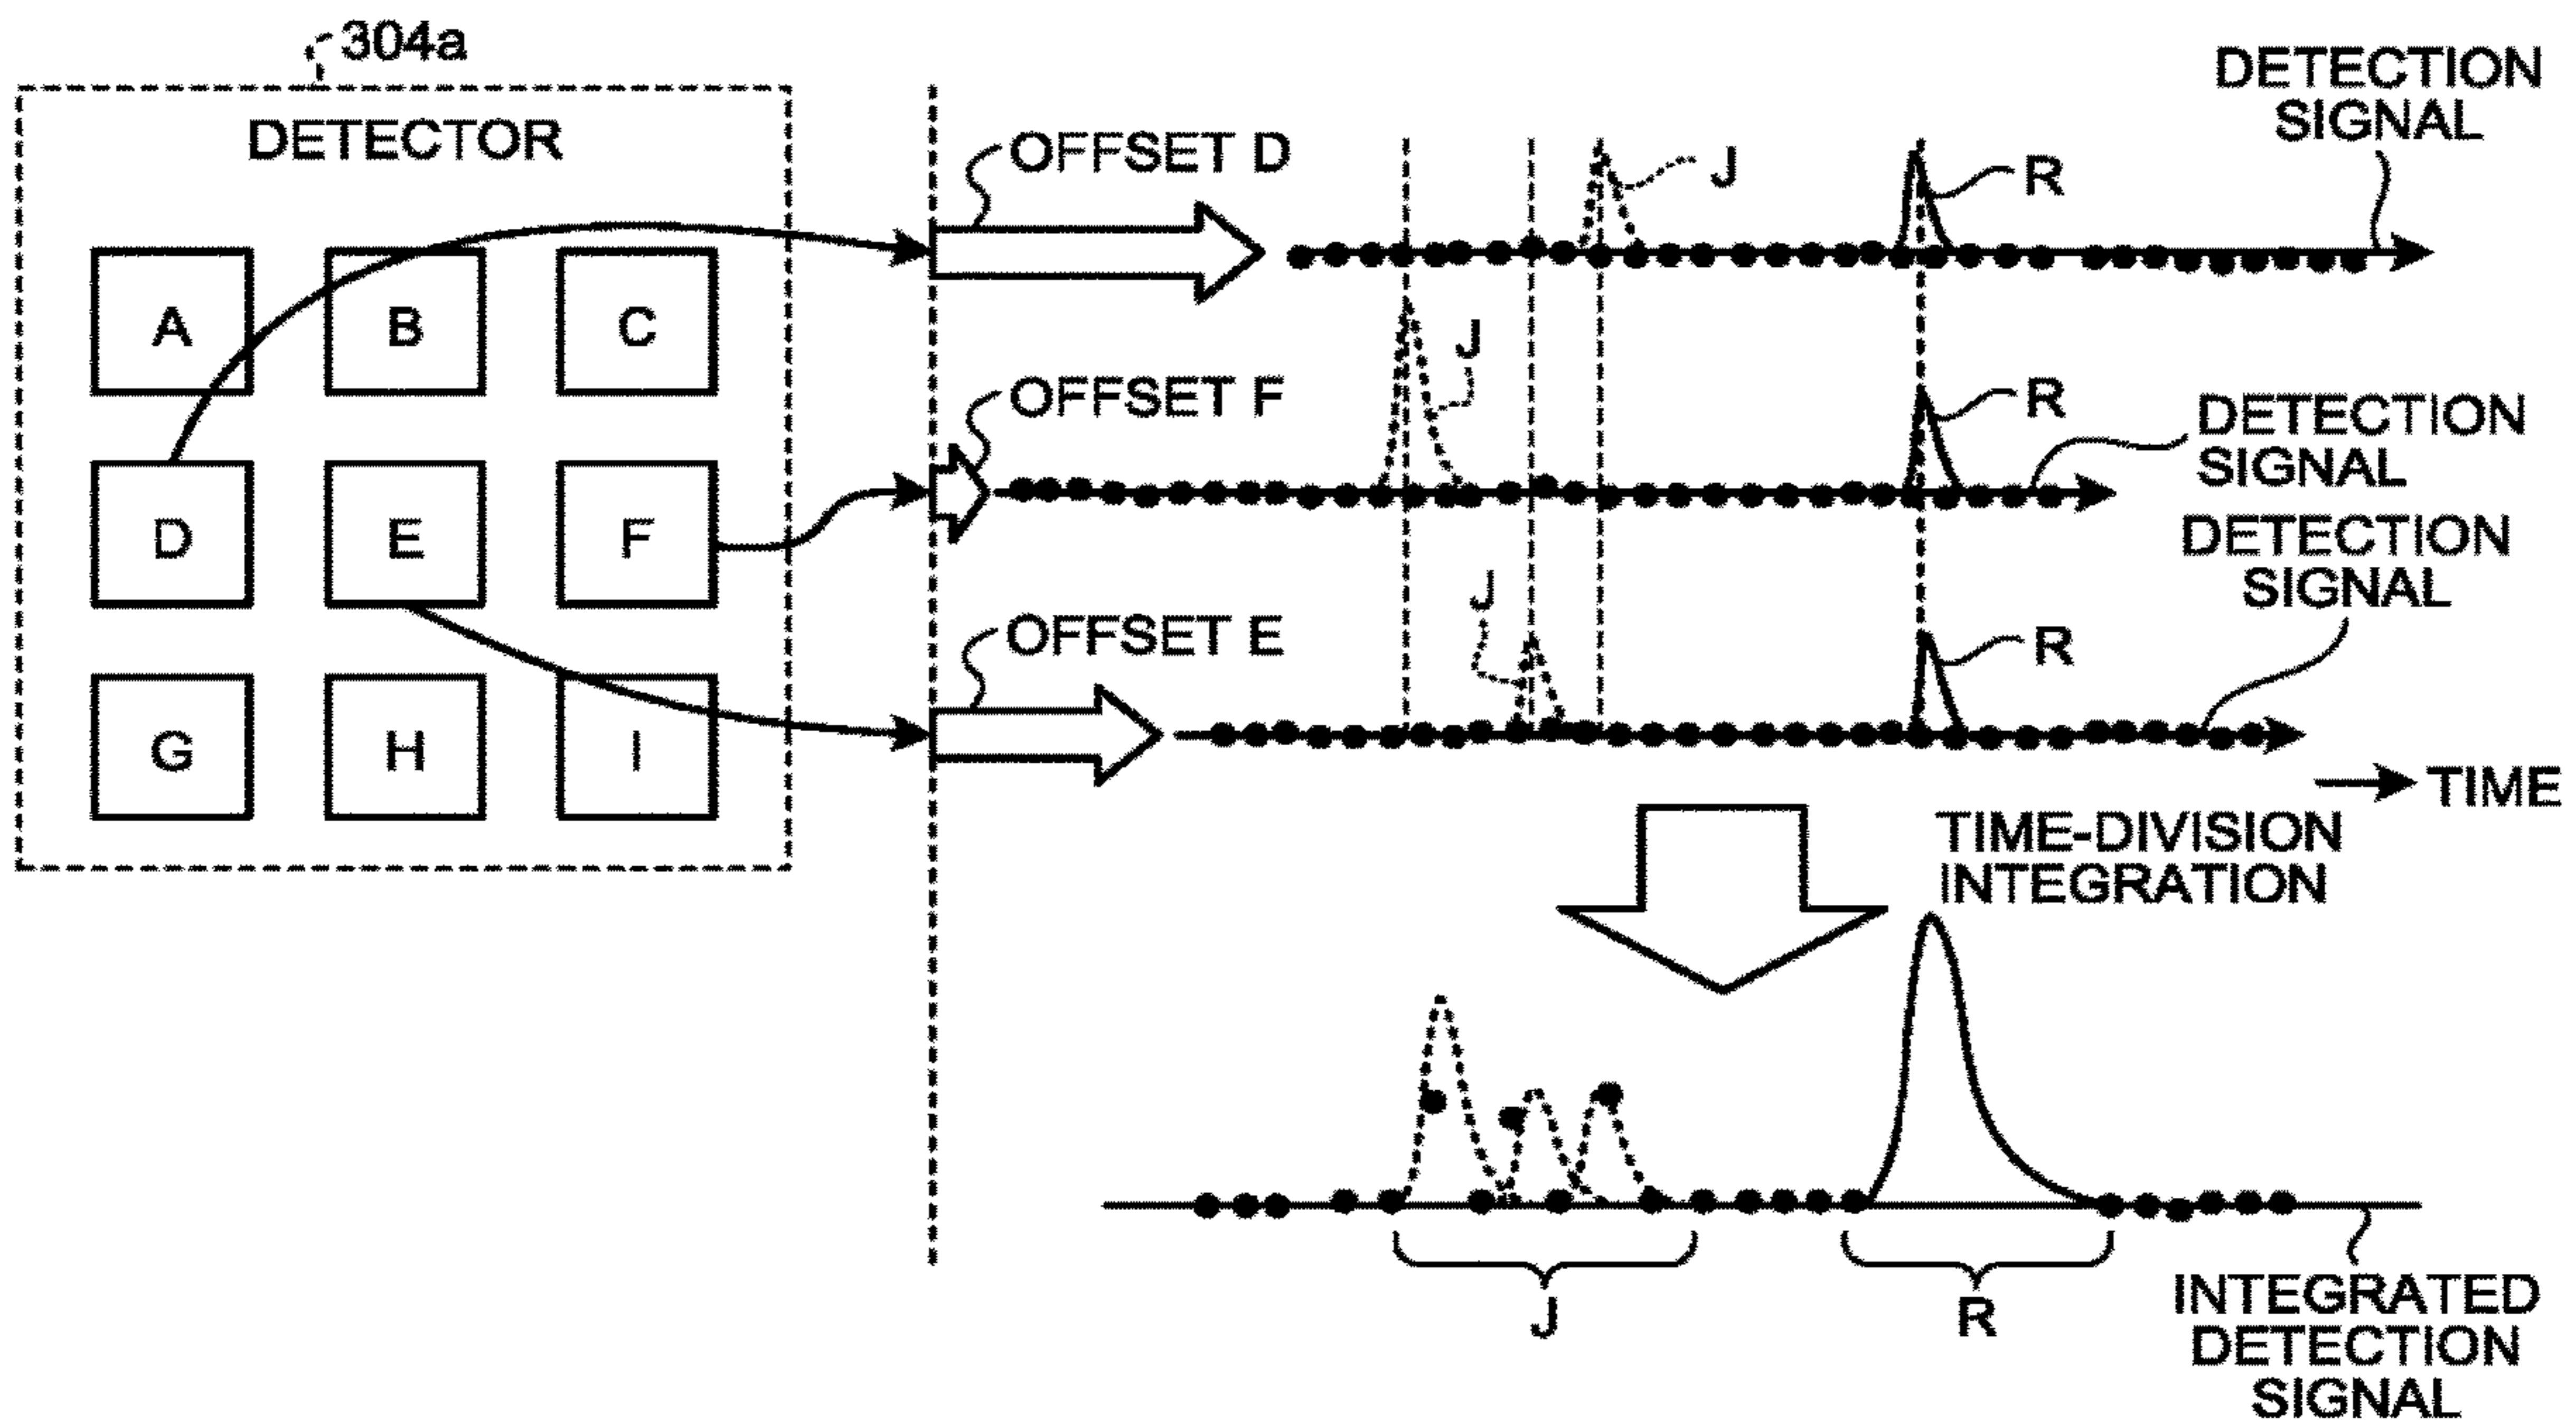 304a
DETECTOR
A B C
D E F
G H I
OFFSET D
J
R
DETECTION
SIGNAL
OFFSET F
J
R
DETECTION
SIGNAL
OFFSET E
J
R
DETECTION
SIGNAL
TIME
TIME-DIVISION
INTEGRATION
J
R
INTEGRATED
DETECTION
SIGNAL